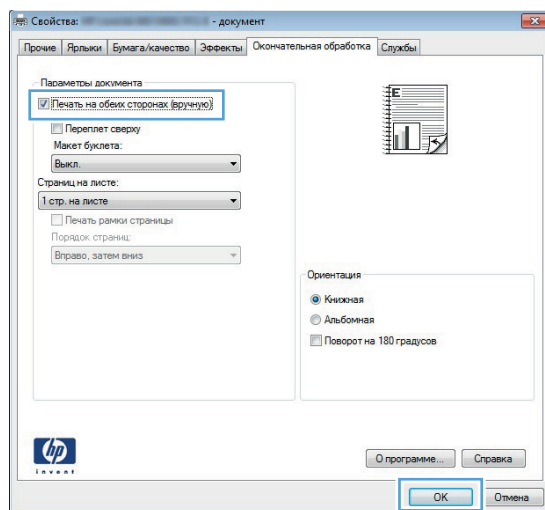 Свойства: - документ
Прочие Ярлыки Бумага/качество Эффекты Окончательная обработка Службы
Параметры документа
Печать на обеих сторонах (вручную)
Переплет сверху
Макет буклета:
Выкл.
Страниц на листе:
1 стр. на листе
Печать рамки страницы
Порядок страниц:
Вправо, затем вниз
E
Ориентация
Книжная
Альбомная
Поворот на 180 градусов
hp
invent
О программе... Справка
OK Отмена